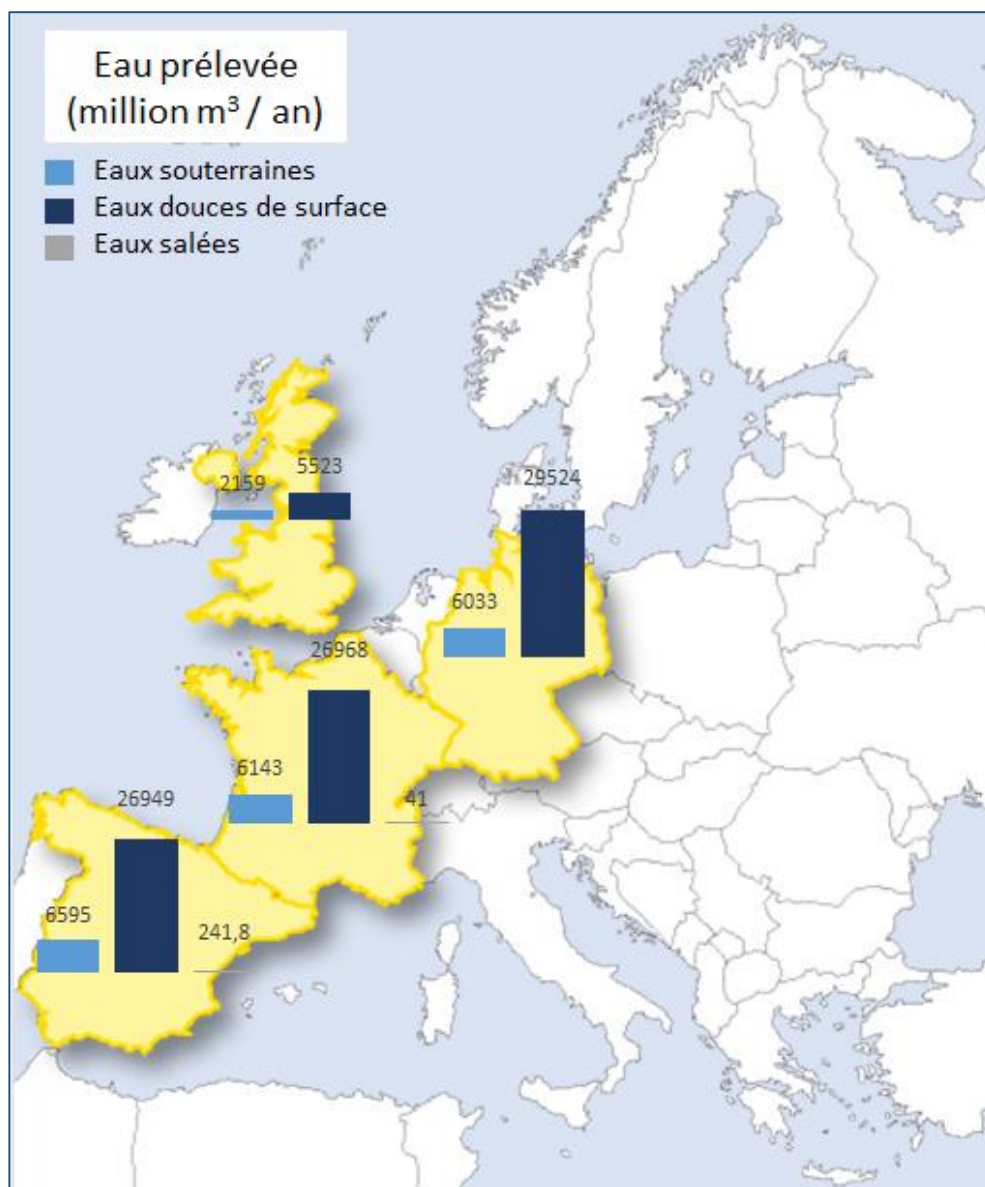 Eau prélevée
(million m³ / an)
Eaux souterraines
Eaux douces de surface
Eaux salées
5523
2159
29524
6033
26968
6143
41
26949
6595
241,8